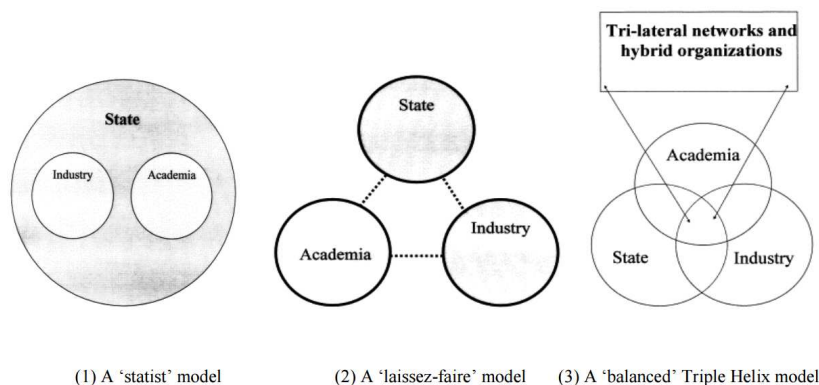 State
Industry
Academia
State
Academia
Industry
Tri-lateral networks and
hybrid organizations
Academia
State
Industry
(1) A ‘statist’ model
(2) A ‘laissez-faire’ model
(3) A ‘balanced’ Triple Helix model